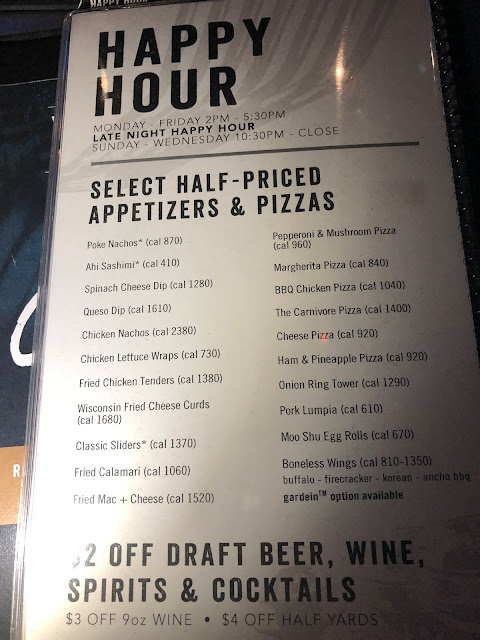 HAPPY HOUR
HAPPY
HOUR
MONDAY - FRIDAY 2PM - 5:30PM
LATE NIGHT HAPPY HOUR
SUNDAY - WEDNESDAY 10:30PM - CLOSE
SELECT HALF-PRICED
APPETIZERS & PIZZAS
Poke Nachos* (cal 870)
Ahi Sashimi* (cal 410)
Spinach Cheese Dip (cal 1280)
Queso Dip (cal 1610)
Chicken Nachos (cal 2380)
Chicken Lettuce Wraps (cal 730)
Fried Chicken Tenders (cal 1380)
Wisconsin Fried Cheese Curds
(cal 1680)
Classic Sliders* (cal 1370)
Fried Calamari (cal 1060)
Fried Mac + Cheese (cal 1520)
Pepperoni & Mushroom Pizza
(cal 960)
Margherita Pizza (cal 840)
BBQ Chicken Pizza (cal 1040)
The Carnivore Pizza (cal 1400)
Cheese Pizza (cal 920)
Ham & Pineapple Pizza (cal 920)
Onion Ring Tower (cal 1290)
Pork Lumpia (cal 610)
Moo Shu Egg Rolls (cal 670)
Boneless Wings (cal 810-1350)
buffalo - firecracker - korean - ancho bbq
gardein™ option available
$2 OFF DRAFT BEER, WINE,
SPIRITS & COCKTAILS
$3 OFF 9oz WINE • $4 OFF HALF YARDS
R